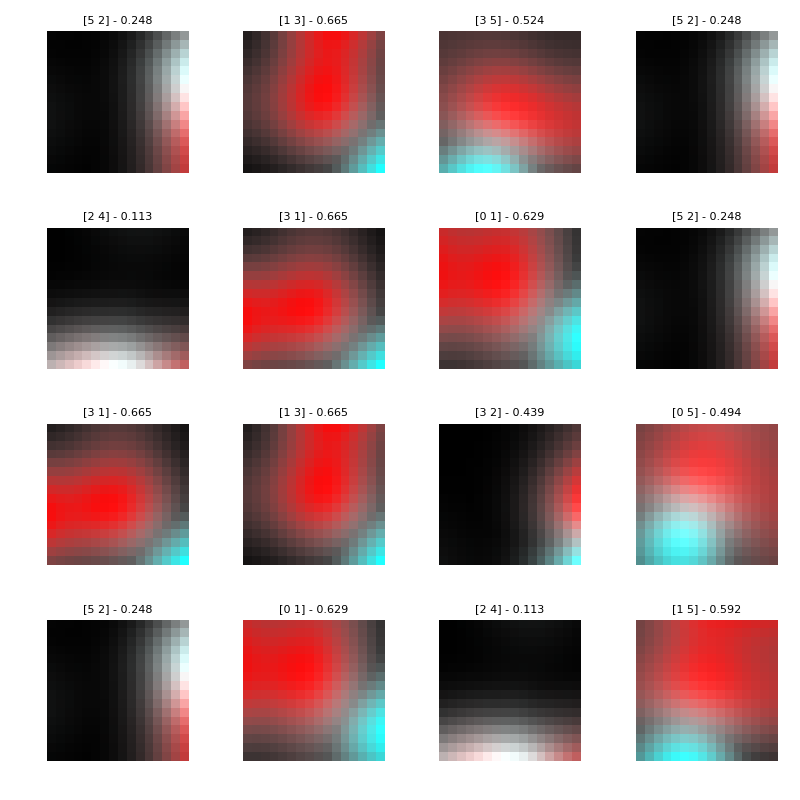 [5 2] - 0.248
[1 3] - 0.665
[3 5] - 0.524
[5 2] - 0.248
[2 4] - 0.113
[3 1] - 0.665
[0 1] - 0.629
[5 2] - 0.248
[3 1] - 0.665
[1 3] - 0.665
[3 2] - 0.439
[0 5] - 0.494
[5 2] - 0.248
[0 1] - 0.629
[2 4] - 0.113
[1 5] - 0.592